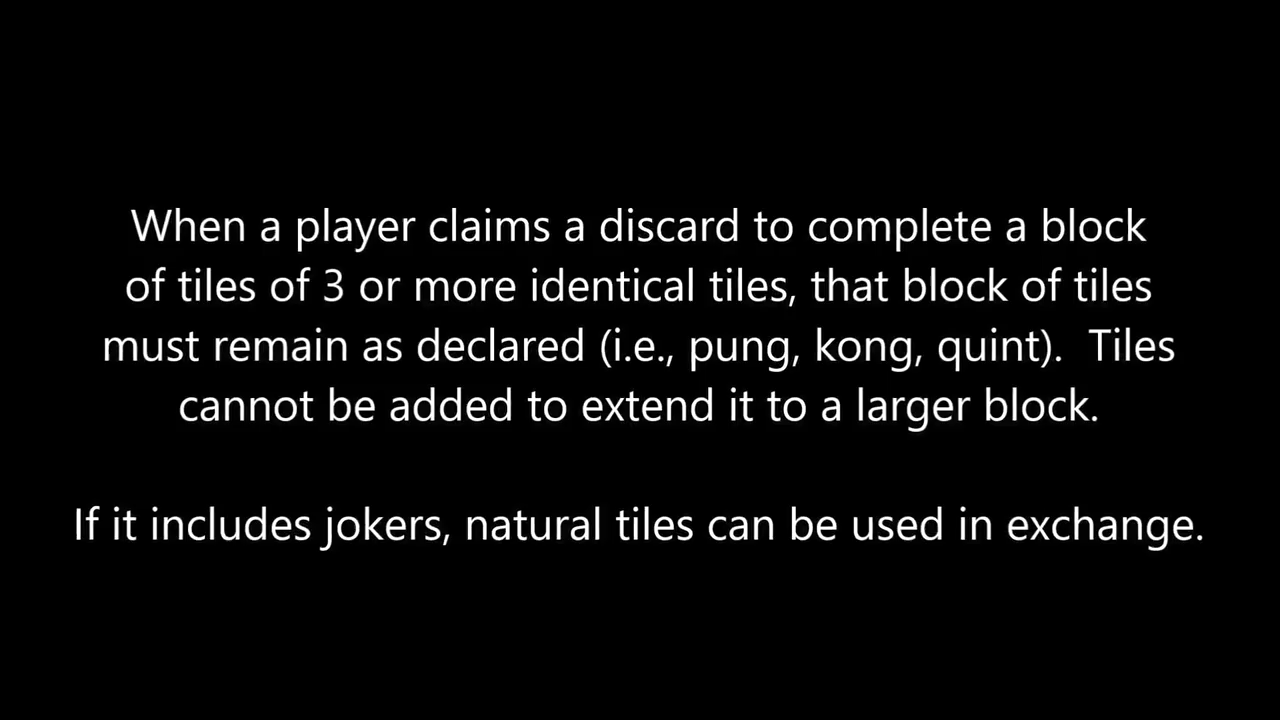 When a player claims a discard to complete a block
of tiles of 3 or more identical tiles, that block of tiles
must remain as declared (i.e., pung, kong, quint).  Tiles
cannot be added to extend it to a larger block.
If it includes jokers, natural tiles can be used in exchange.